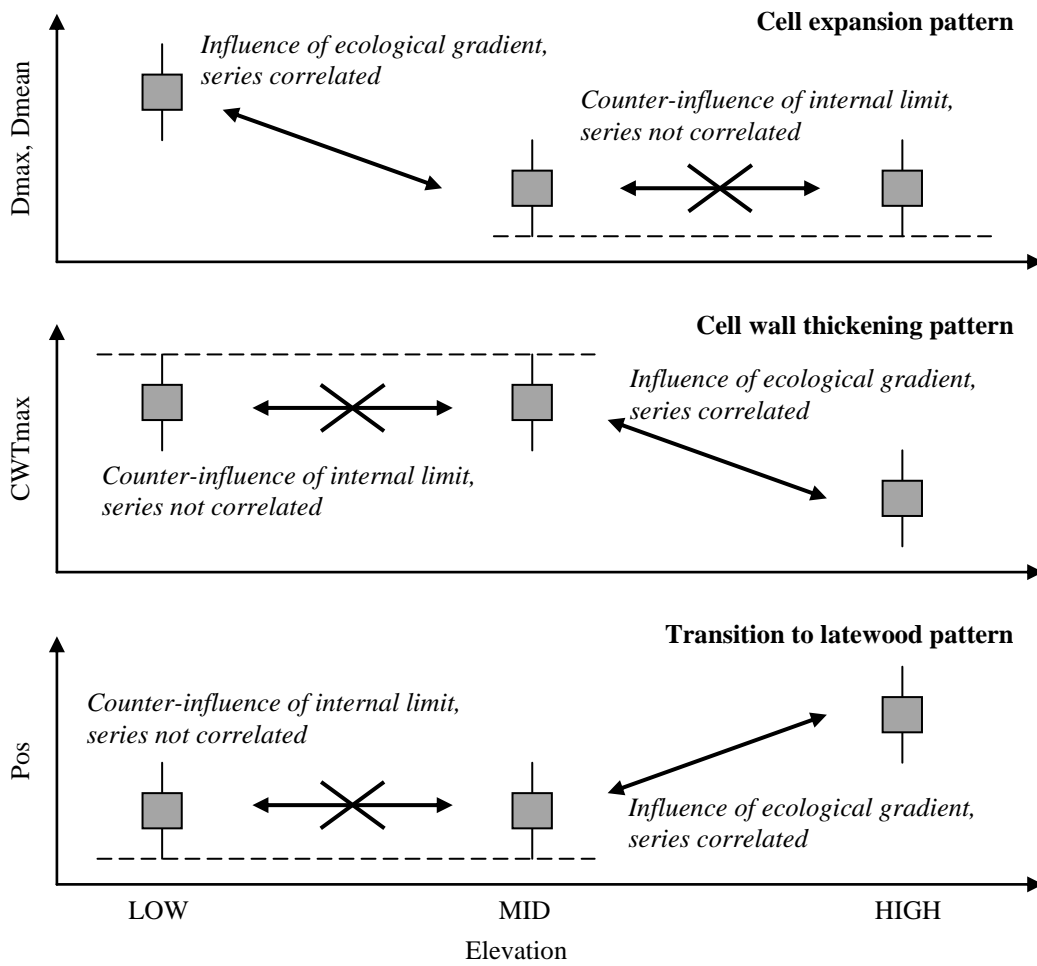 Cell expansion pattern
Influence of ecological gradient,
series correlated
Counter-influence of internal limit,
series not correlated
Dmax, Dmean
Cell wall thickening pattern
Influence of ecological gradient,
series correlated
Counter-influence of internal limit,
series not correlated
CWTmax
Transition to latewood pattern
Counter-influence of internal limit,
series not correlated
Influence of ecological gradient,
series correlated
Pos
LOW MID HIGH
Elevation